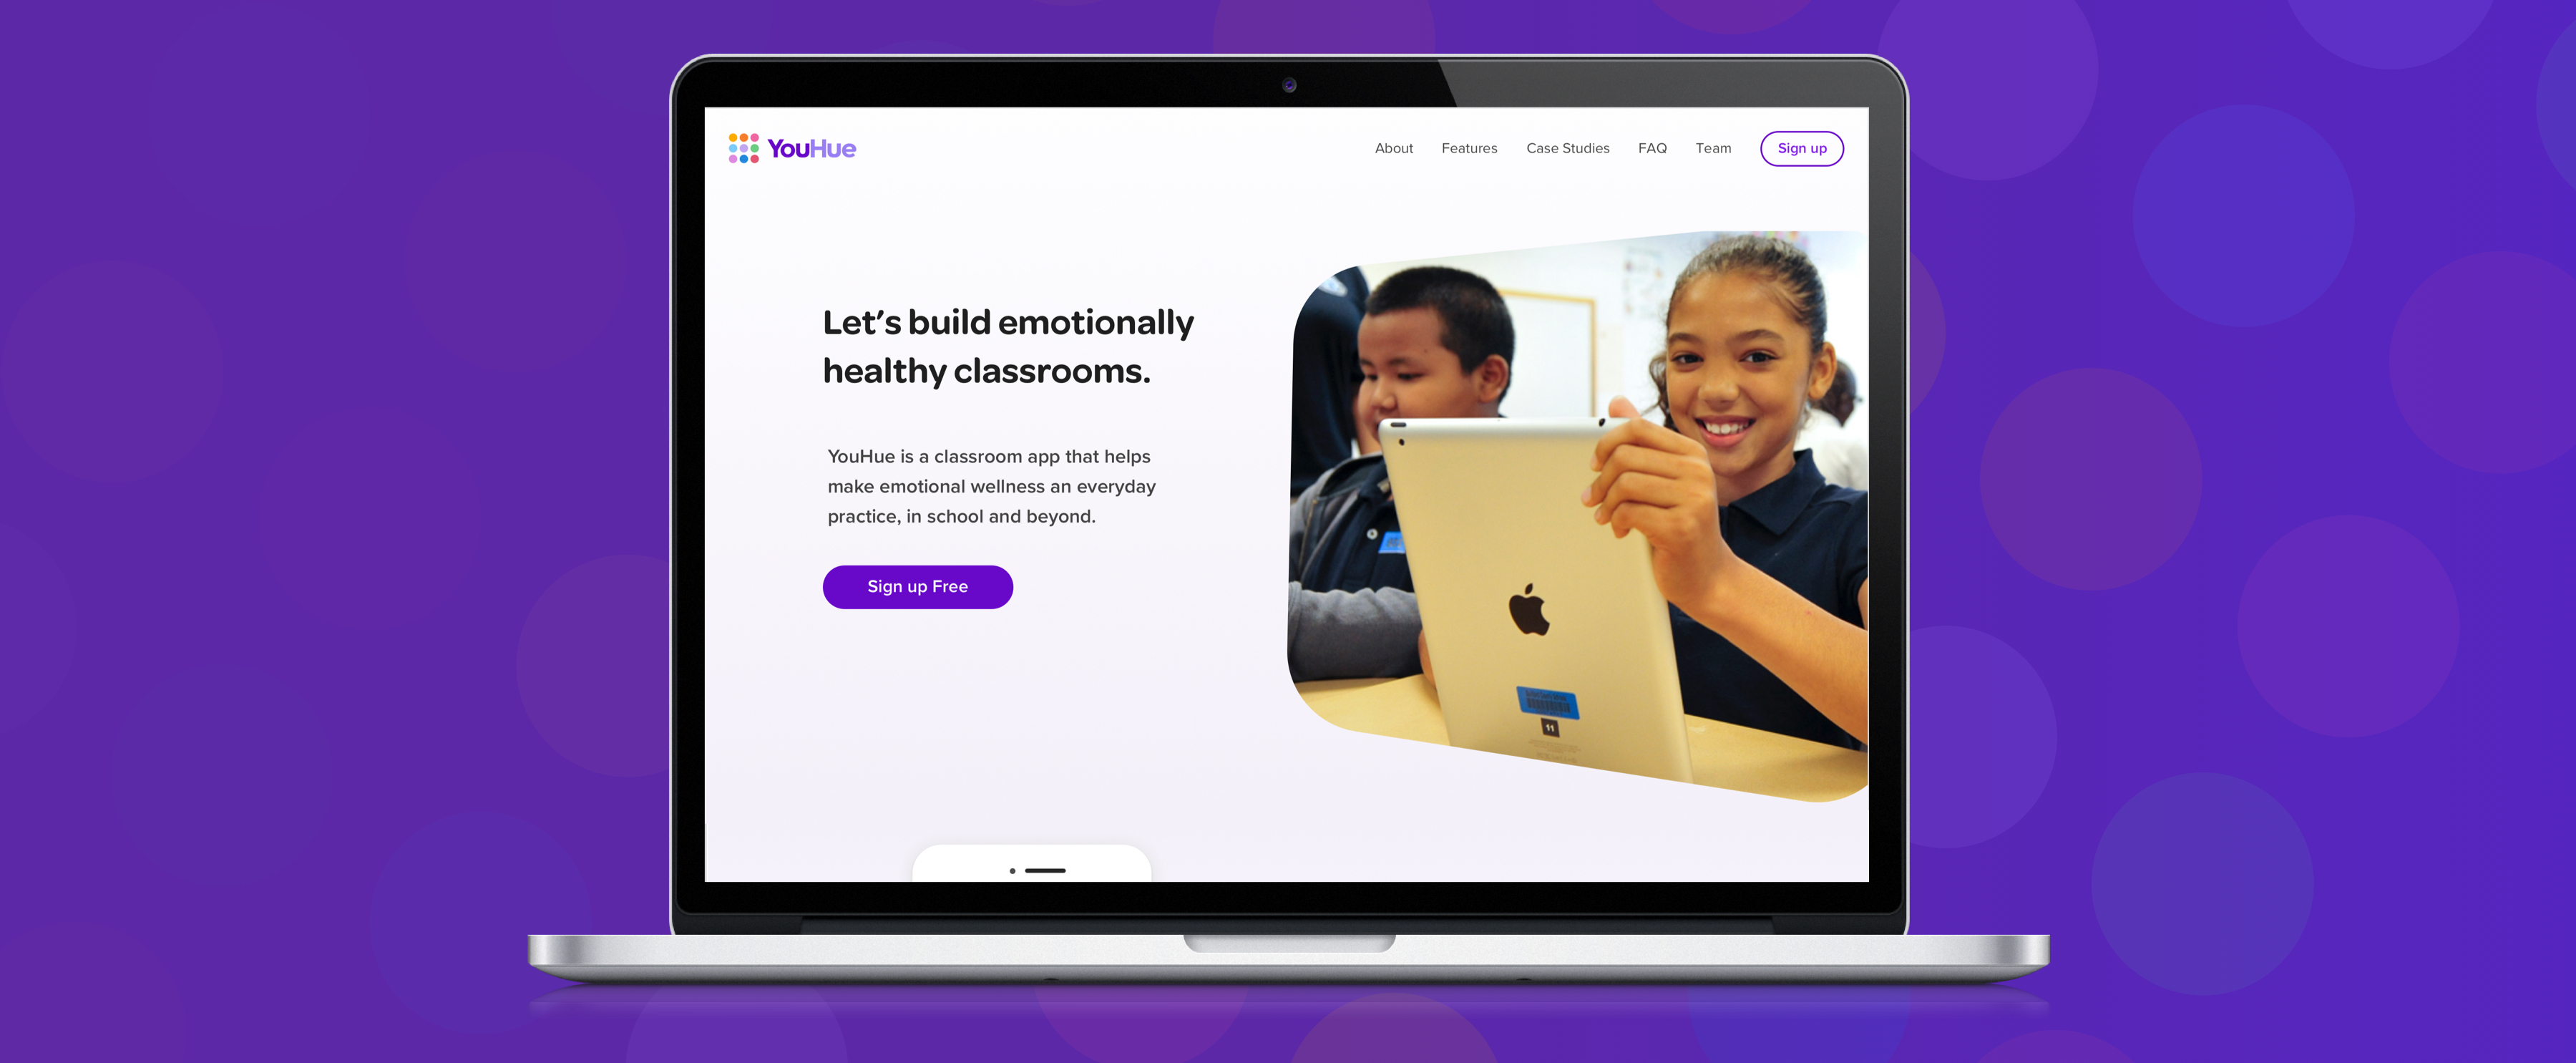 YouHue
About Features Case Studies FAQ Team Sign up
Let's build emotionally
healthy classrooms.
YouHue is a classroom app that helps
make emotional wellness an everyday
practice, in school and beyond.
Sign up Free
11